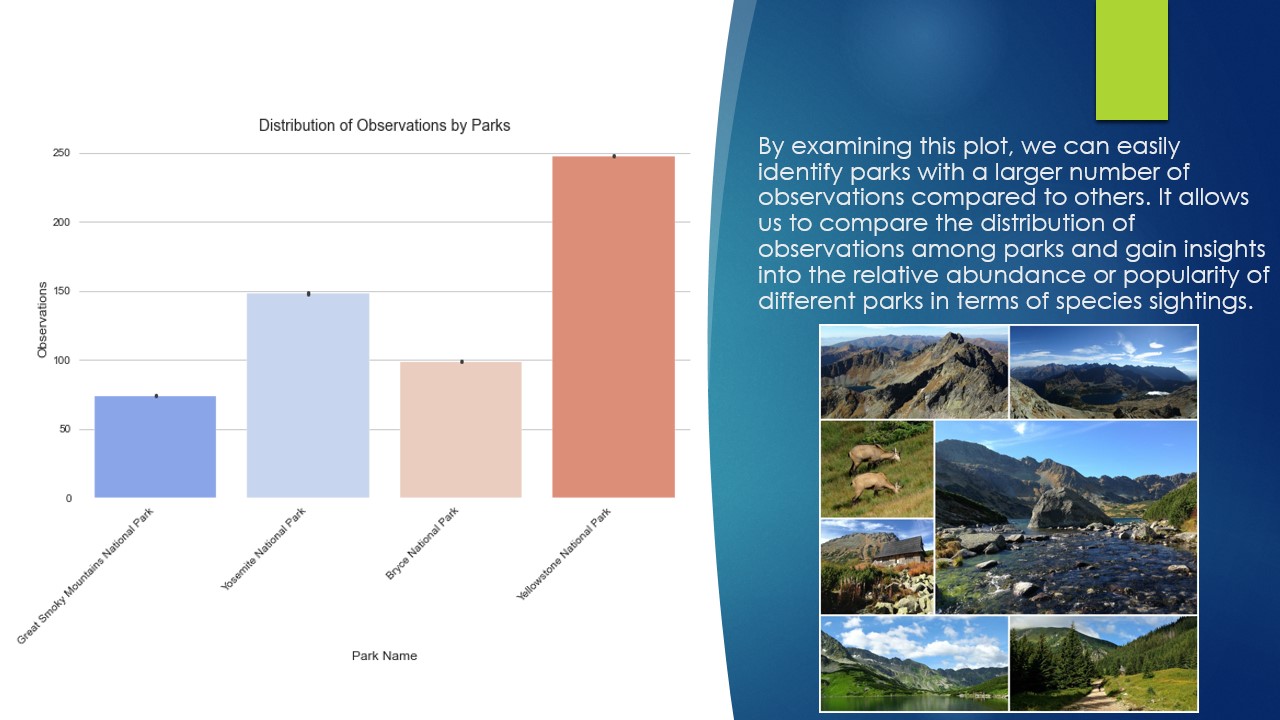 Distribution of Observations by Parks
250
200
150
100
50
0
Observations
Great Smoky Mountains National Park
Yosemite National Park
Bryce National Park
Yellowstone National Park
Park Name
By examining this plot, we can easily
identify parks with a larger number of
observations compared to others. It allows
us to compare the distribution of
observations among parks and gain insights
into the relative abundance or popularity of
different parks in terms of species sightings.